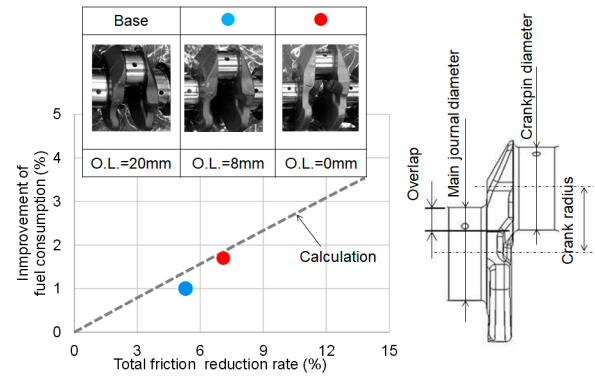 Base
O.L.=20mm
O.L.=8mm
O.L.=0mm
5
4
3
2
1
0
Inmprovement of
fuel consumption (%)
Calculation
0
3
6
9
12
15
Total friction reduction rate (%)
Overlap
Main journal diameter
Crankpin diameter
Crank radius